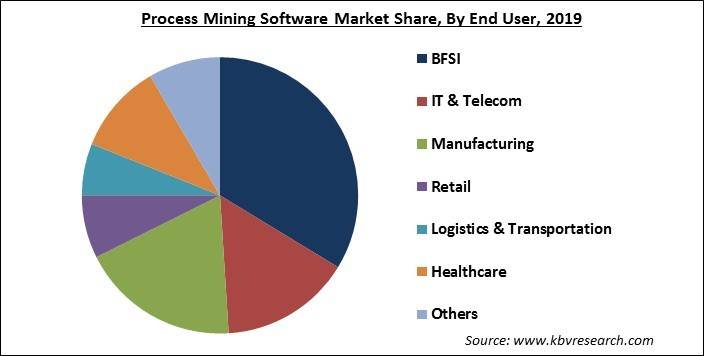 Process Mining Software Market Share, By End User, 2019
BFSI
IT & Telecom
Manufacturing
Retail
Logistics & Transportation
Healthcare
Others
Source: www.kbvresearch.com